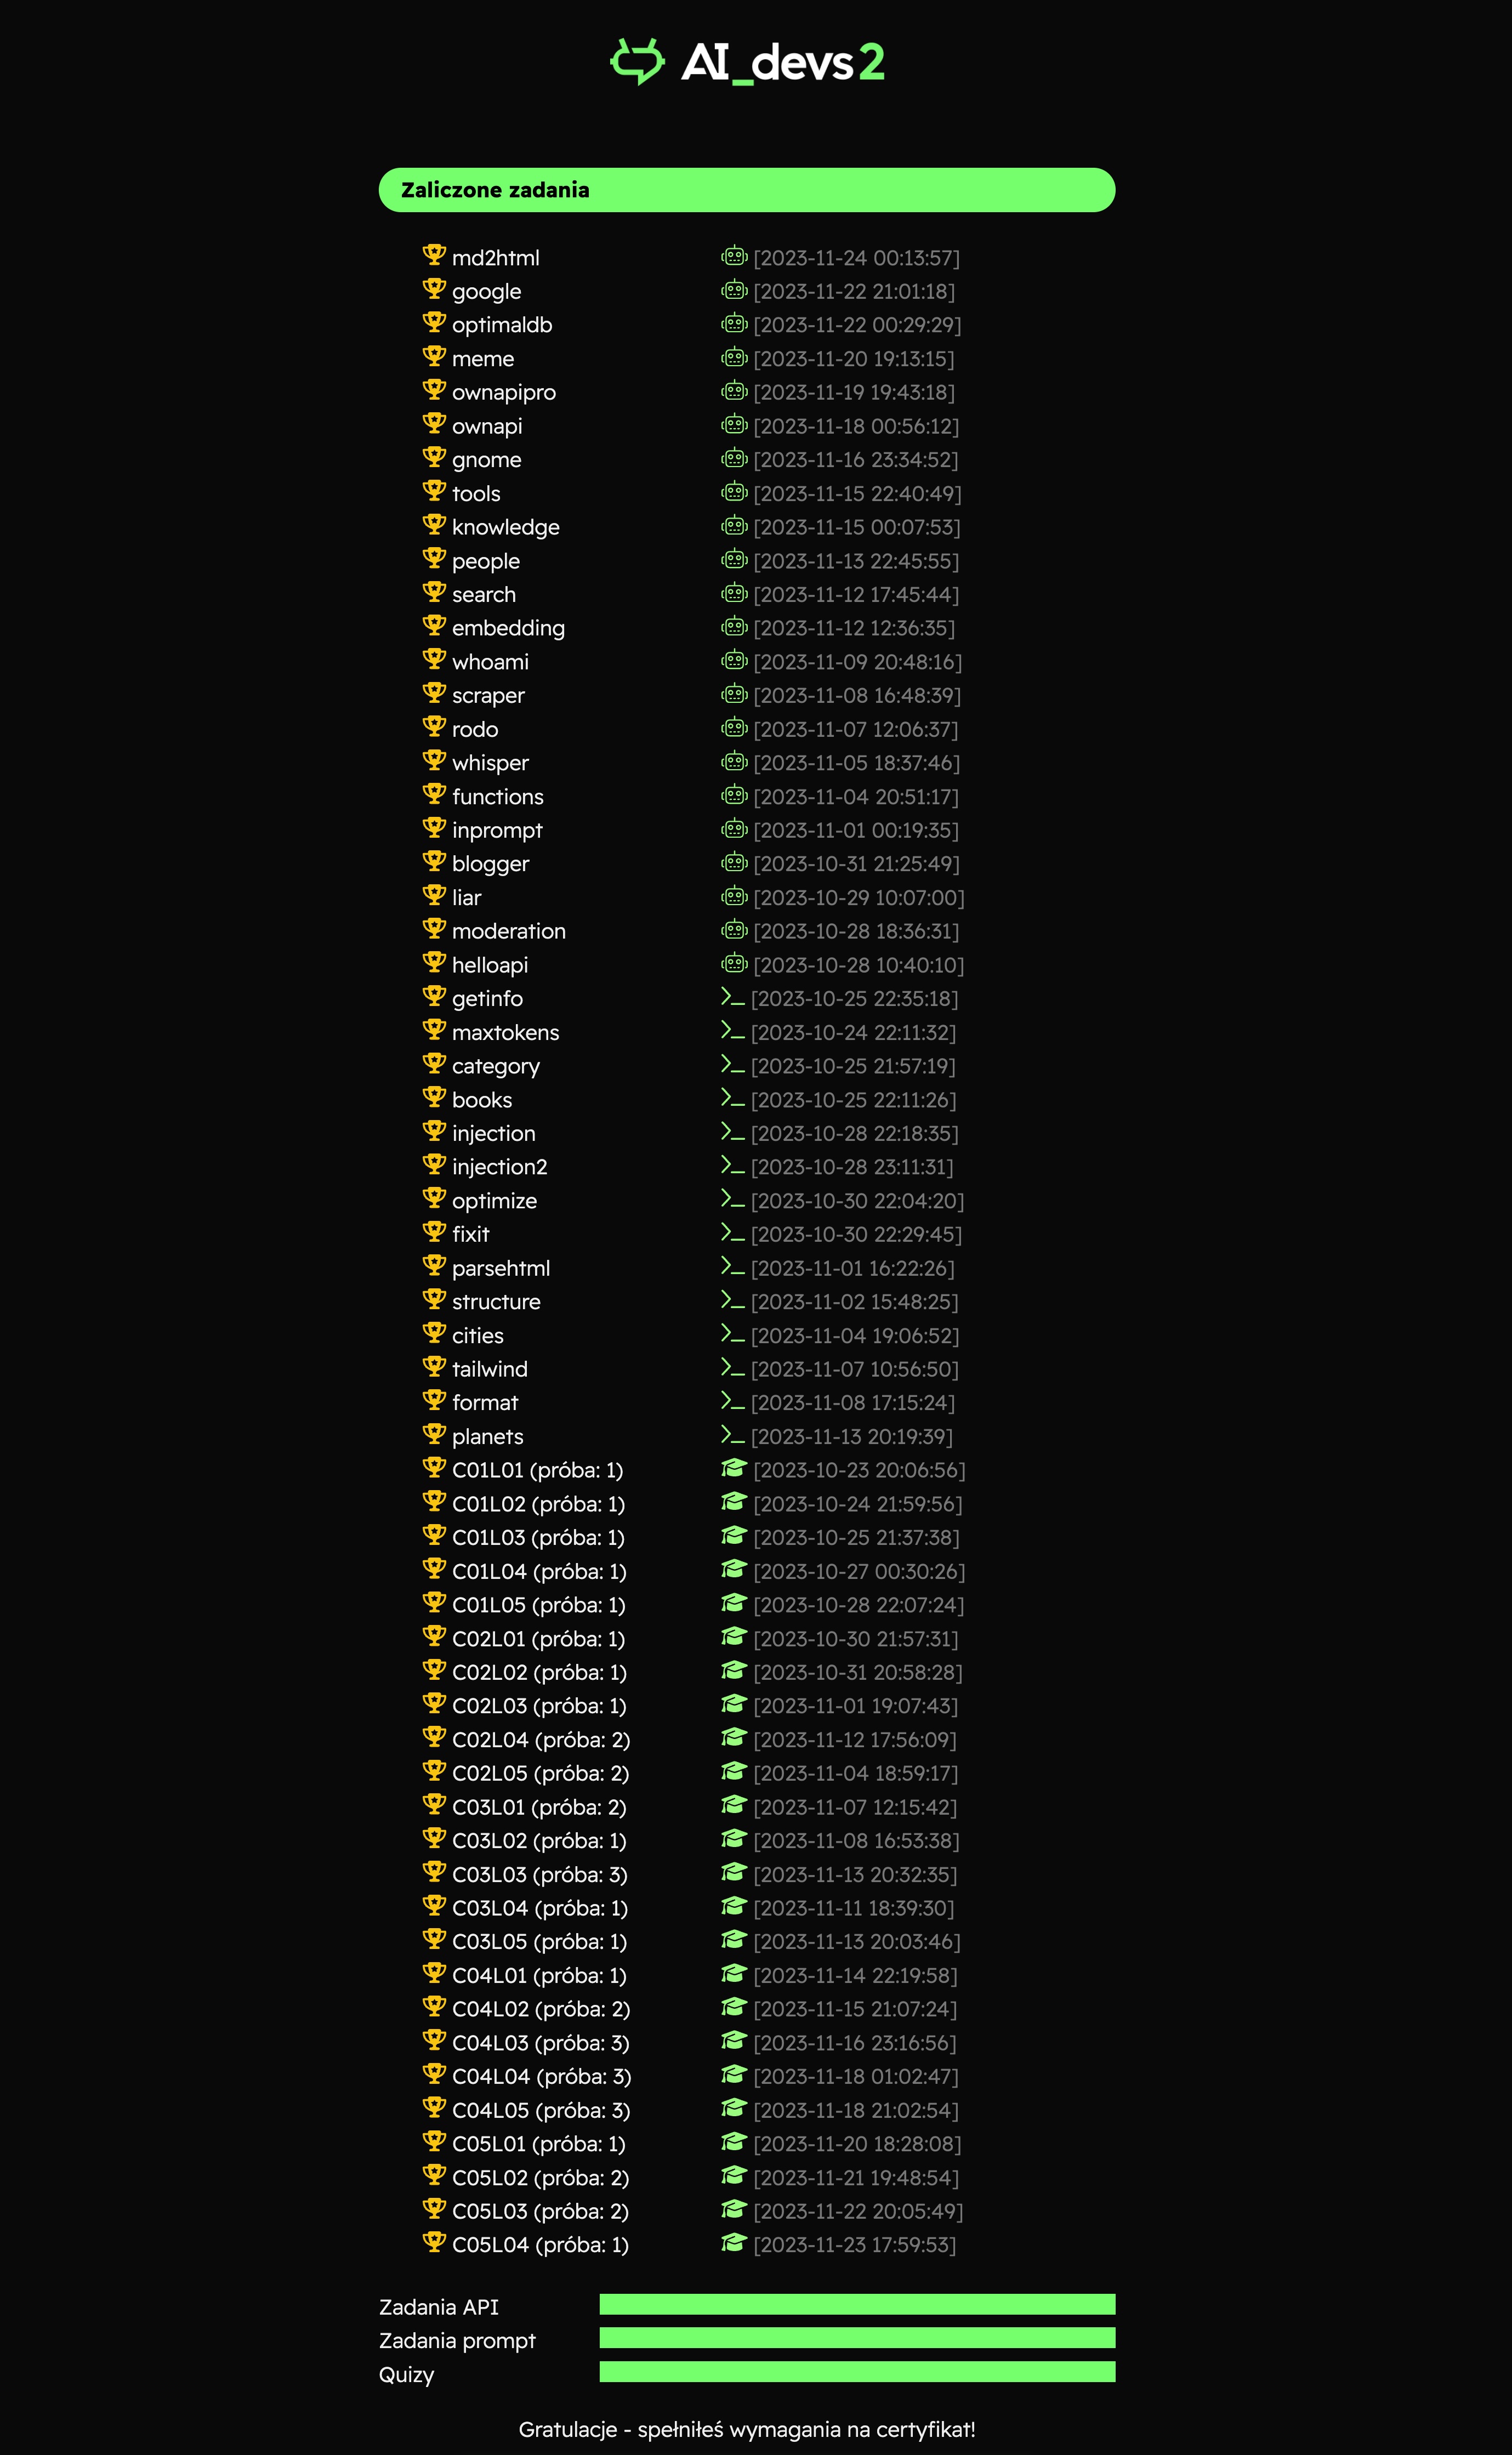 AI_devs 2
Zaliczone zadania
md2html [2023-11-24 00:13:57]
google [2023-11-22 21:01:18]
optimaldb [2023-11-22 00:29:29]
meme [2023-11-20 19:13:15]
ownapipro [2023-11-19 19:43:18]
ownapi [2023-11-18 00:56:12]
gnome [2023-11-16 23:34:52]
tools [2023-11-15 22:40:49]
knowledge [2023-11-15 00:07:53]
people [2023-11-13 22:45:55]
search [2023-11-12 17:45:44]
embedding [2023-11-12 12:36:35]
whoami [2023-11-09 20:48:16]
scraper [2023-11-08 16:48:39]
rodo [2023-11-07 12:06:37]
whisper [2023-11-05 18:37:46]
functions [2023-11-04 20:51:17]
inprompt [2023-11-01 00:19:35]
blogger [2023-10-31 21:25:49]
liar [2023-10-29 10:07:00]
moderation [2023-10-28 18:36:31]
helloapi [2023-10-28 10:40:10]
getinfo [2023-10-25 22:35:18]
maxtokens [2023-10-24 22:11:32]
category [2023-10-25 21:57:19]
books [2023-10-25 22:11:26]
injection [2023-10-28 22:18:35]
injection2 [2023-10-28 23:11:31]
optimize [2023-10-30 22:04:20]
fixit [2023-10-30 22:29:45]
parsehtml [2023-11-01 16:22:26]
structure [2023-11-02 15:48:25]
cities [2023-11-04 19:06:52]
tailwind [2023-11-07 10:56:50]
format [2023-11-08 17:15:24]
planets [2023-11-13 20:19:39]
C01L01 (próba: 1) [2023-10-23 20:06:56]
C01L02 (próba: 1) [2023-10-24 21:59:56]
C01L03 (próba: 1) [2023-10-25 21:37:38]
C01L04 (próba: 1) [2023-10-27 00:30:26]
C01L05 (próba: 1) [2023-10-28 22:07:24]
C02L01 (próba: 1) [2023-10-30 21:57:31]
C02L02 (próba: 1) [2023-10-31 20:58:28]
C02L03 (próba: 1) [2023-11-01 19:07:43]
C02L04 (próba: 2) [2023-11-12 17:56:09]
C02L05 (próba: 2) [2023-11-04 18:59:17]
C03L01 (próba: 2) [2023-11-07 12:15:42]
C03L02 (próba: 1) [2023-11-08 16:53:38]
C03L03 (próba: 3) [2023-11-13 20:32:35]
C03L04 (próba: 1) [2023-11-11 18:39:30]
C03L05 (próba: 1) [2023-11-13 20:03:46]
C04L01 (próba: 1) [2023-11-14 22:19:58]
C04L02 (próba: 2) [2023-11-15 21:07:24]
C04L03 (próba: 3) [2023-11-16 23:16:56]
C04L04 (próba: 3) [2023-11-18 01:02:47]
C04L05 (próba: 3) [2023-11-18 21:02:54]
C05L01 (próba: 1) [2023-11-20 18:28:08]
C05L02 (próba: 2) [2023-11-21 19:48:54]
C05L03 (próba: 2) [2023-11-22 20:05:49]
C05L04 (próba: 1) [2023-11-23 17:59:53]
Zadania API
Zadania prompt
Quizy
Gratulacje - spełniłeś wymagania na certyfikat!